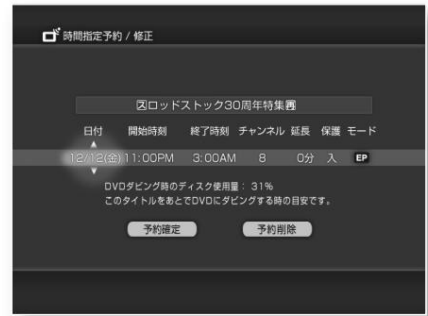 時間指定予約 / 修正
🅂ロッドストック30周年特集🈞
日付 開始時刻 終了時刻 チャンネル 延長 保護 モード
12/12(金) 11:00PM 3:00AM 8 0分 入 EP
DVDダビング時のディスク使用量： 31%
このタイトルをあとでDVDにダビングする時の目安です。
予約確定 予約削除